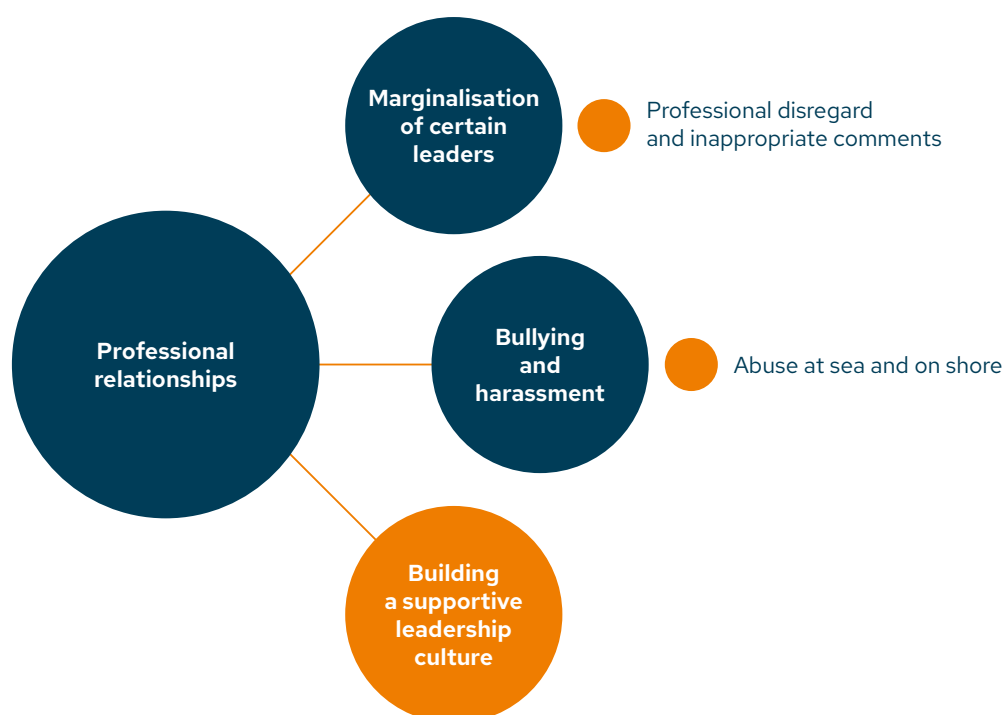 Marginalisation
of certain
leaders
Professional disregard
and inappropriate comments
Professional
relationships
Bullying
and
harassment
Abuse at sea and on shore
Building
a supportive
leadership
culture